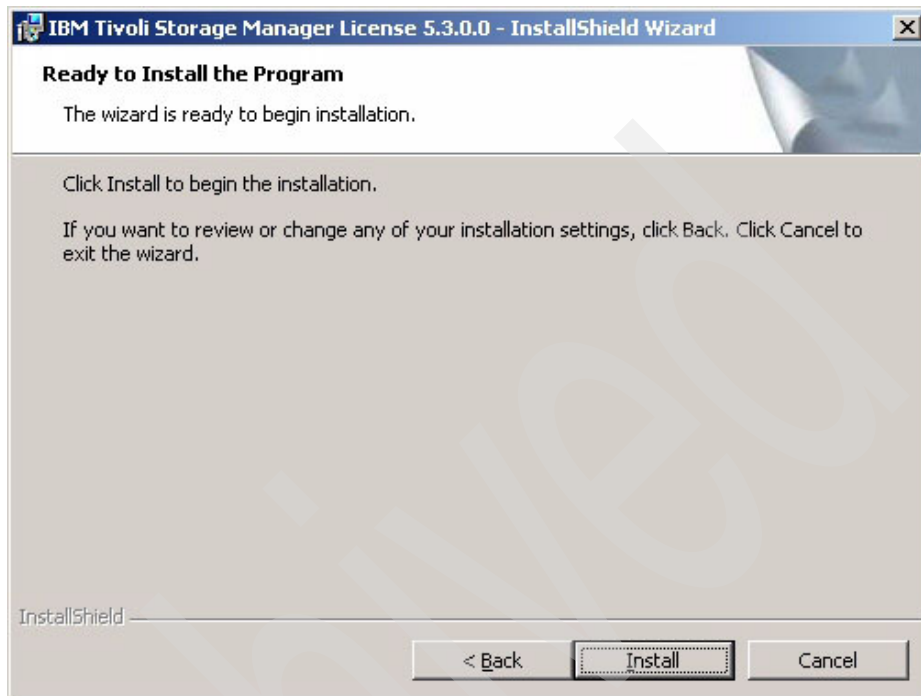 IBM Tivoli Storage Manager License 5.3.0.0 - InstallShield Wizard
Ready to Install the Program
The wizard is ready to begin installation.
Click Install to begin the installation.
If you want to review or change any of your installation settings, click Back. Click Cancel to
exit the wizard.
InstallShield
< Back Install Cancel